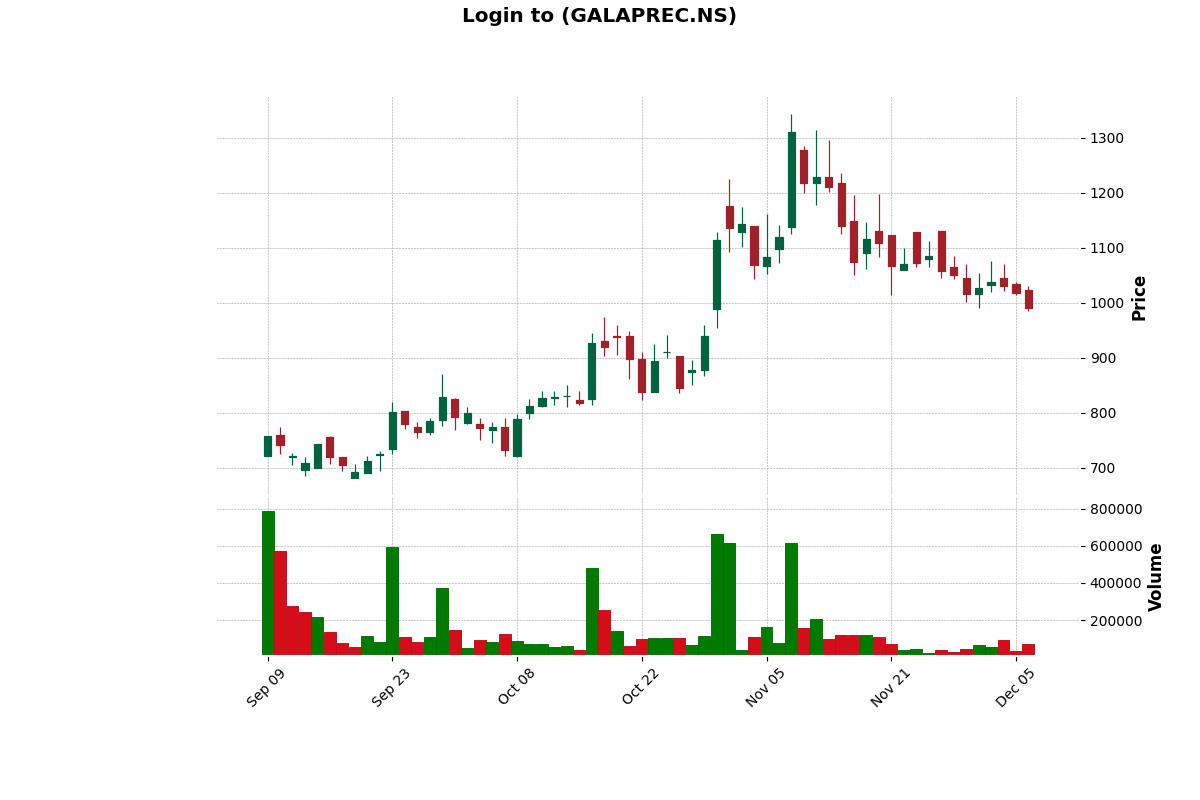 Login to (GALAPREC.NS)
1300
1200
1100
1000
900
800
700
Price
800000
600000
400000
200000
Volume
Sep 09
Sep 23
Oct 08
Oct 22
Nov 05
Nov 21
Dec 05